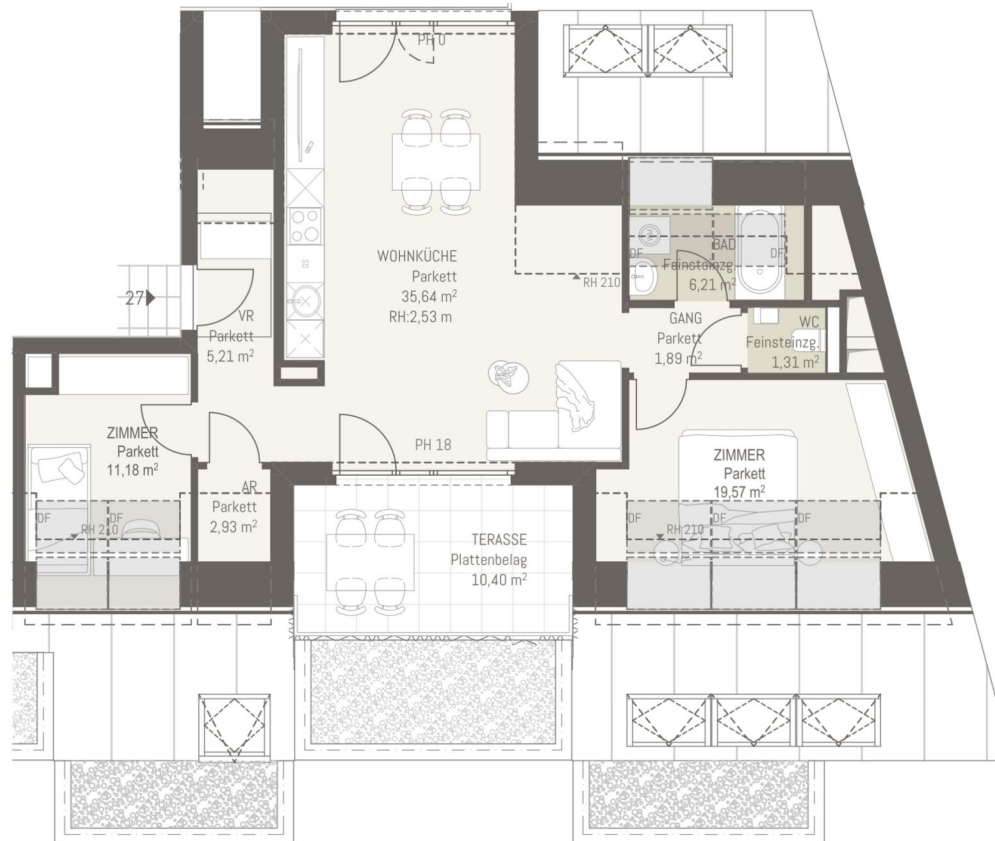 PH 0
WOHNKÜCHE
Parkett
35,64 m²
RH:2,53 m
RH 210
DF
BAD
DF
Feinsteinzg.
6,21 m²
27
VR
Parkett
5,21 m²
GANG
Parkett
1,89 m²
WC
Feinsteinzg.
1,31 m²
ZIMMER
Parkett
11,18 m²
PH 18
ZIMMER
Parkett
19,57 m²
AR
Parkett
2,93 m²
DF
DF
RH 210
TERASSE
Plattenbelag
10,40 m²
DF
DF
DF
RH 210